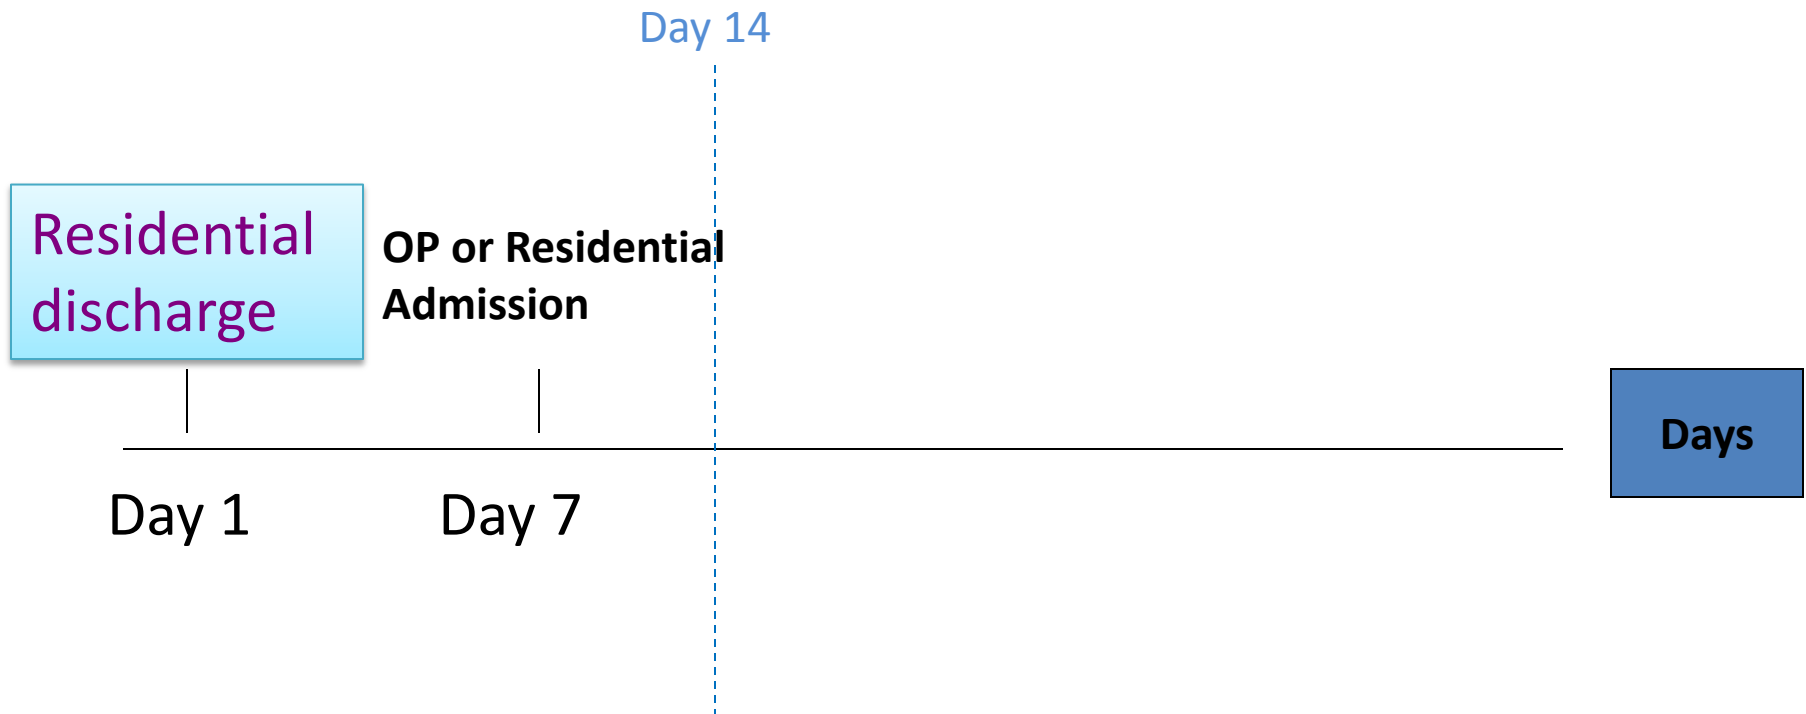 Day 14
Residential
discharge
OP or Residential
Admission
Days
Day 1
Day 7